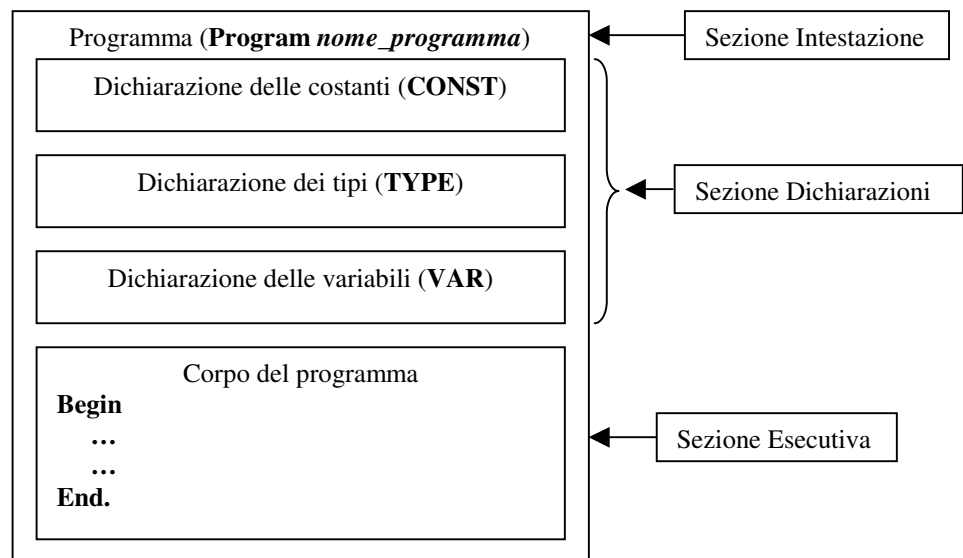 Programma (Program nome_programma)
Sezione Intestazione
Dichiarazione delle costanti (CONST)
Dichiarazione dei tipi (TYPE)
Sezione Dichiarazioni
Dichiarazione delle variabili (VAR)
Corpo del programma
Begin
…
…
End.
Sezione Esecutiva